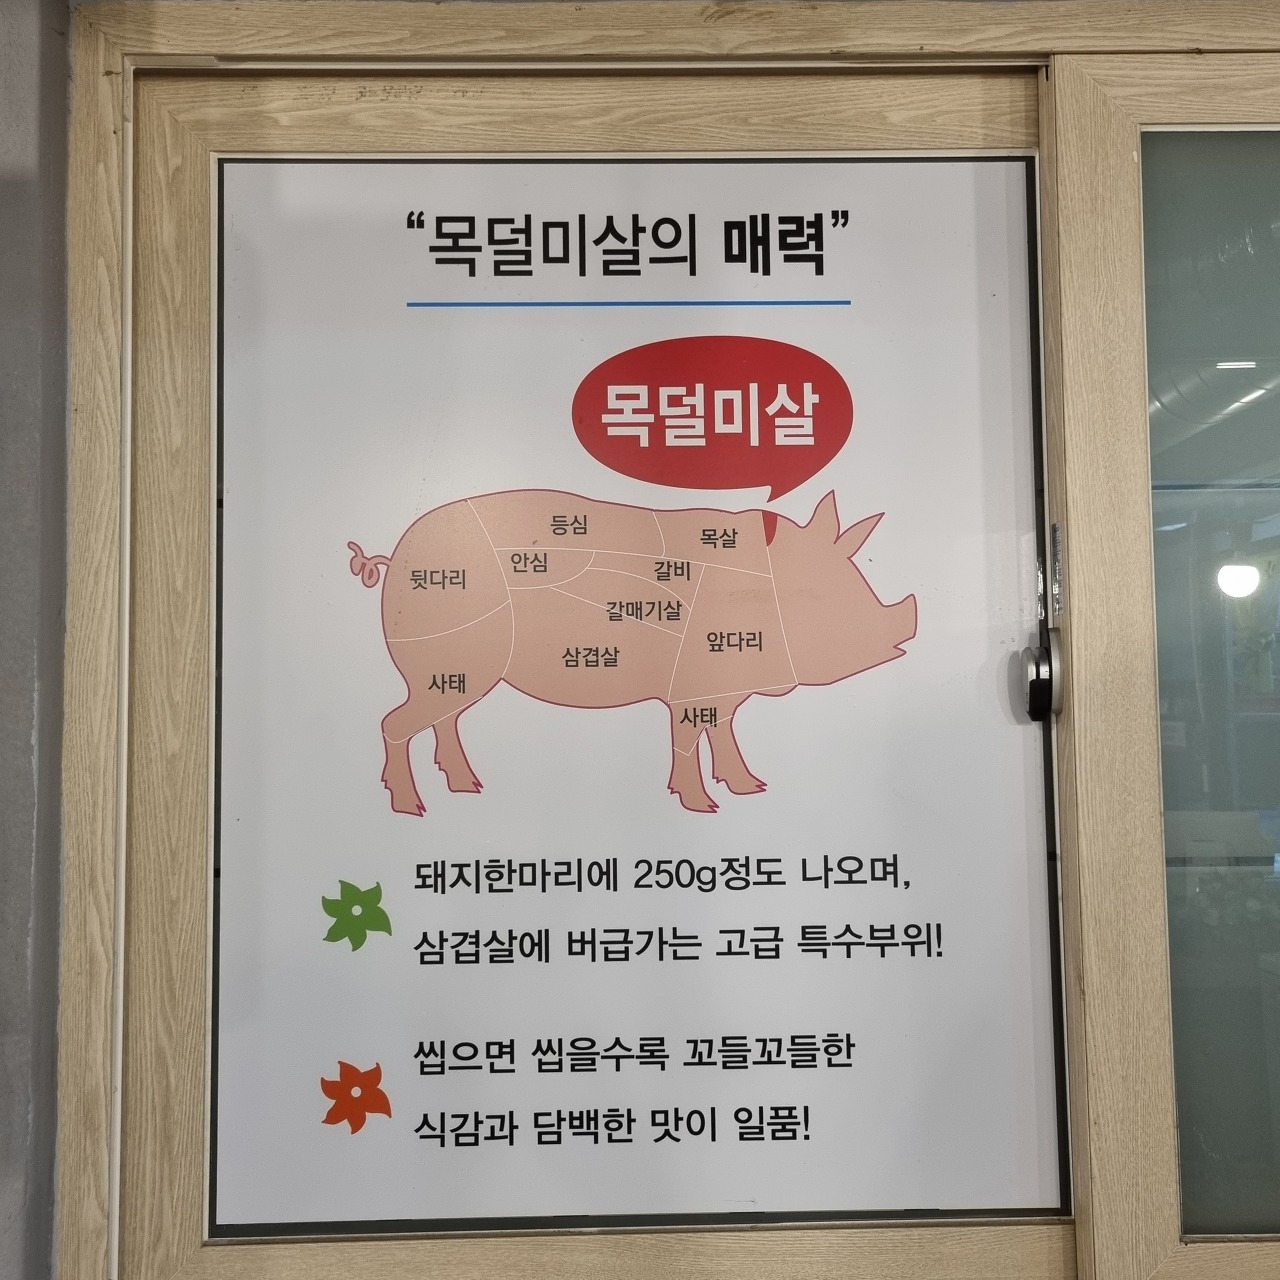 “목덜미살의 매력”
목덜미살
등심
목살
안심
갈비
뒷다리
갈매기살
앞다리
삼겹살
사태
사태
돼지한마리에 250g정도 나오며,
삼겹살에 버급가는 고급 특수부위!
씹으면 씹을수록 꼬들꼬들한
식감과 담백한 맛이 일품!